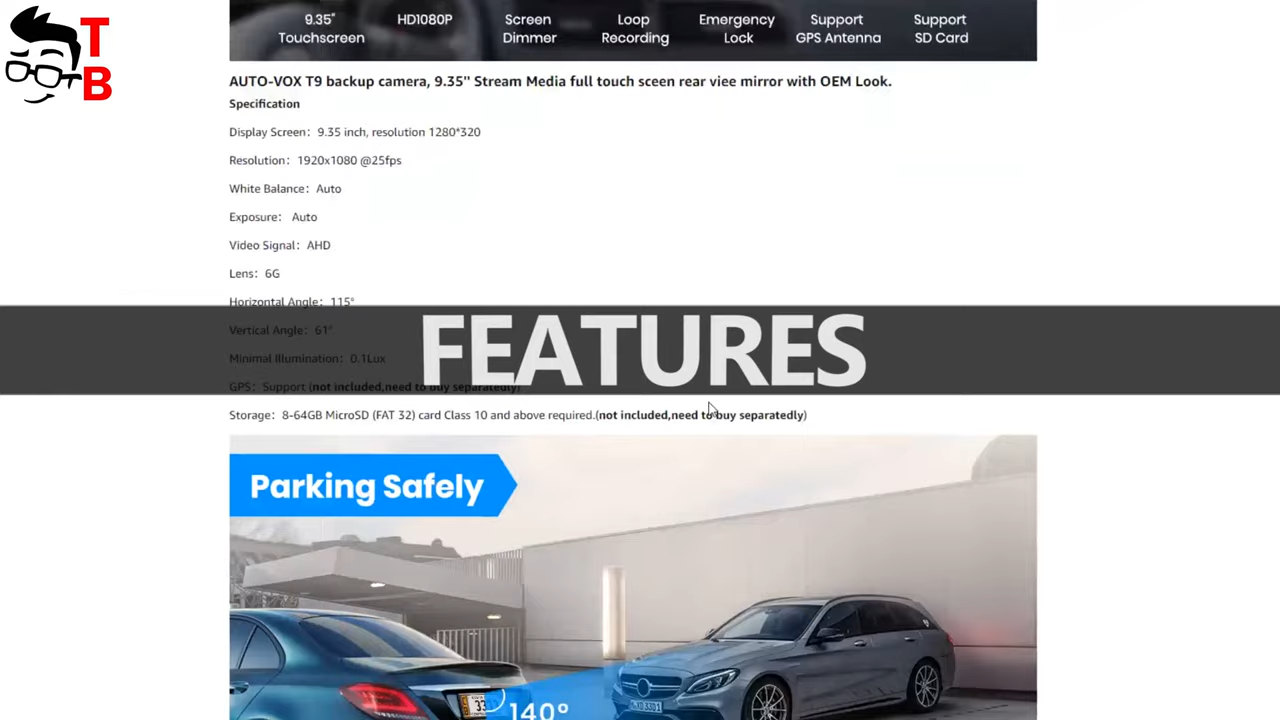 T
B
9.35"
Touchscreen
HD1080P
Screen
Dimmer
Loop
Recording
Emergency
Lock
Support
GPS Antenna
Support
SD Card
AUTO-VOX T9 backup camera, 9.35'' Stream Media full touch sceen rear viee mirror with OEM Look.
Specification
Display Screen：9.35 inch, resolution 1280*320
Resolution：1920x1080 @25fps
White Balance：Auto
Exposure： Auto
Video Signal：AHD
Lens：6G
Horizontal Angle：115°
Vertical Angle：61°
Minimal Illumination：0.1Lux
GPS：Support (not included,need to buy separatedly)
FEATURES
Storage：8-64GB MicroSD (FAT 32) card Class 10 and above required.(not included,need to buy separatedly)
Parking Safely
140°